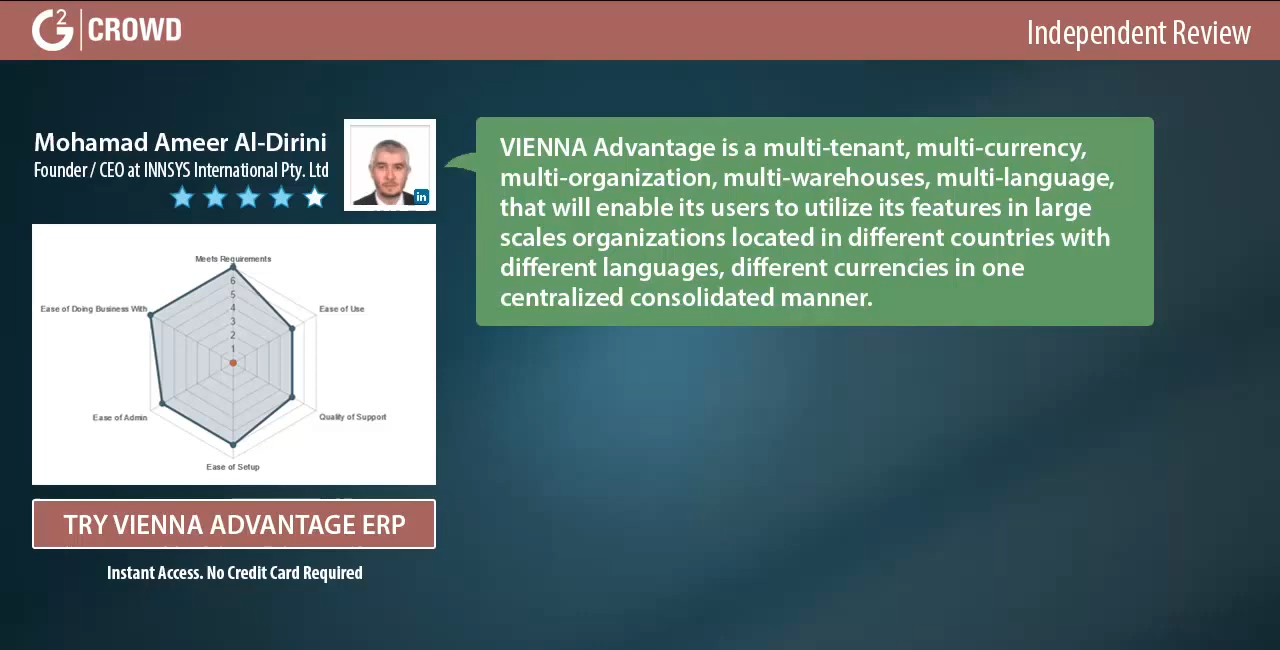 G2 CROWD
Independent Review
Mohamad Ameer Al-Dirini
Founder / CEO at INNSYS International Pty. Ltd
in
VIENNA Advantage is a multi-tenant, multi-currency,
multi-organization, multi-warehouses, multi-language,
that will enable its users to utilize its features in large
scales organizations located in different countries with
different languages, different currencies in one
centralized consolidated manner.
Meets Requirements
6
5
4
3
2
1
Ease of Doing Business With
Ease of Use
Ease of Admin
Quality of Support
Ease of Setup
TRY VIENNA ADVANTAGE ERP
Instant Access. No Credit Card Required